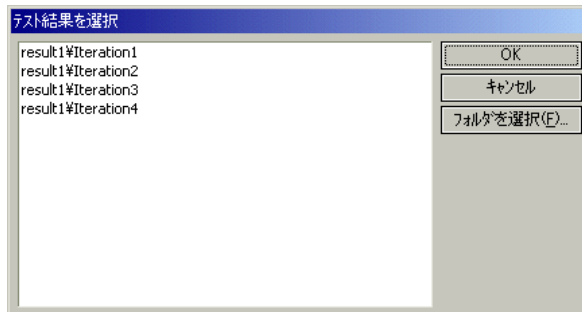 テスト結果を選択
result1¥Iteration1
result1¥Iteration2
result1¥Iteration3
result1¥Iteration4
OK
キャンセル
フォルダを選択(F)...